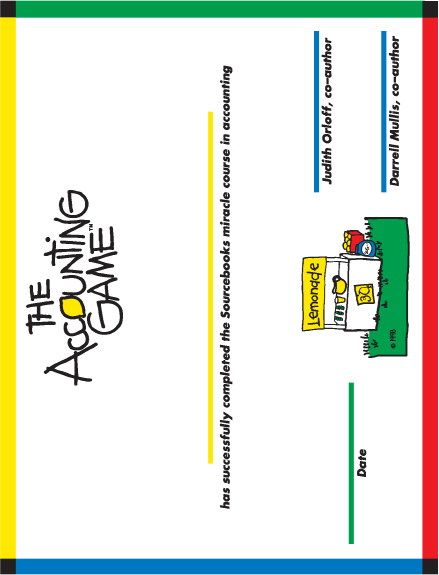 THE
ACCOUNTING
GAME™
has successfully completed the Sourcebooks miracle course in accounting
Lemonade
© 1998
Date
Judith Orloff, co-author
Darrell Mullis, co-author